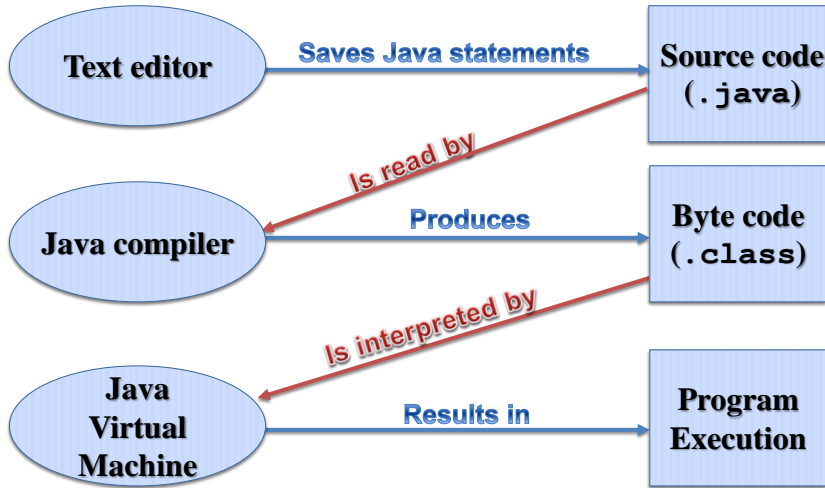 Text editor
Saves Java statements
Source code
(.java)
Is read by
Java compiler
Produces
Byte code
(.class)
Is interpreted by
Java
Virtual
Machine
Results in
Program
Execution